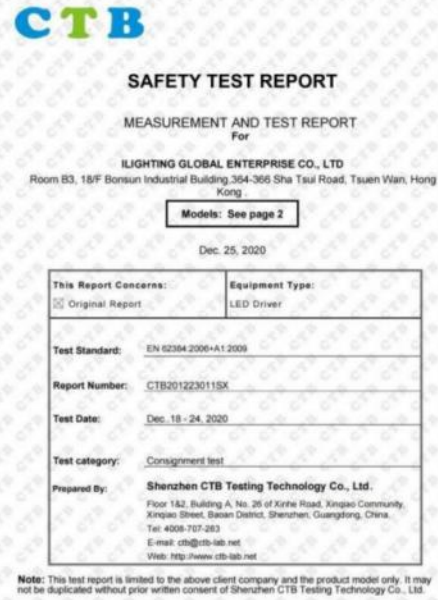 CTB
SAFETY TEST REPORT
MEASUREMENT AND TEST REPORT
For
ILIGHTING GLOBAL ENTERPRISE CO., LTD
Room B3, 18/F Bonsun Industrial Building,364-366 Sha Tsui Road, Tsuen Wan, Hong
Kong .
Models: See page 2
Dec. 25, 2020
This Report Concerns:
Equipment Type:
Original Report
LED Driver
Test Standard: EN 62384:2006+A1:2009
Report Number: CTB201223011SX
Test Date: Dec. 18 - 24, 2020
Test category: Consignment test
Prepared By: Shenzhen CTB Testing Technology Co., Ltd.
Floor 1&2, Building A, No. 26 of Xinhe Road, Xinqiao Community,
Xinqiao Street, Baoan District, Shenzhen, Guangdong, China.
Tel: 4008-707-283
E-mail: ctb@ctb-lab.net
Web: http://www.ctb-lab.net
Note: This test report is limited to the above client company and the product model only. It may
not be duplicated without prior written consent of Shenzhen CTB Testing Technology Co., Ltd.